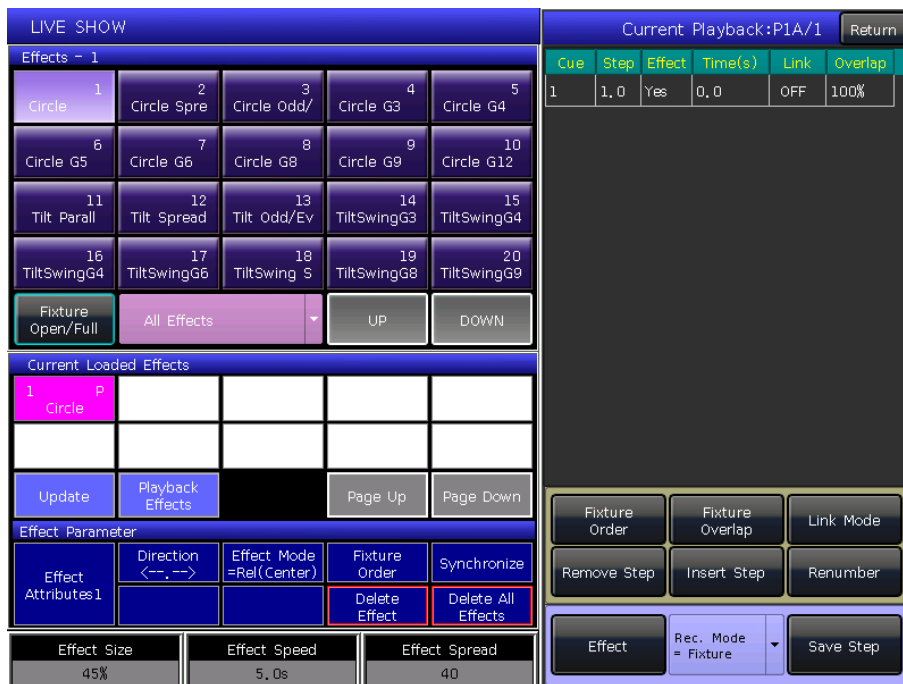 LIVE SHOW
Effects - 1
1
Circle
2
Circle Spre
3
Circle Odd/
4
Circle G3
5
Circle G4
6
Circle G5
7
Circle G6
8
Circle G8
9
Circle G9
10
Circle G12
11
Tilt Parall
12
Tilt Spread
13
Tilt Odd/Ev
14
TiltSwingG3
15
TiltSwingG4
16
TiltSwingG4
17
TiltSwingG6
18
TiltSwing S
19
TiltSwingG8
20
TiltSwingG9
Fixture
Open/Full
All Effects
UP
DOWN
Current Loaded Effects
1 P
Circle
Update
Playback
Effects
Page Up
Page Down
Effect Parameter
Effect
Attributes1
Direction
<--.-->
Effect Mode
=Rel(Center)
Fixture
Order
Synchronize
Delete
Effect
Delete All
Effects
Effect Size
45%
Effect Speed
5.0s
Effect Spread
40
Current Playback:P1A/1
Return
Cue Step Effect Time(s) Link Overlap
1 1.0 Yes 0.0 OFF 100%
Fixture
Order
Fixture
Overlap
Link Mode
Remove Step
Insert Step
Renumber
Effect
Rec. Mode
= Fixture
Save Step